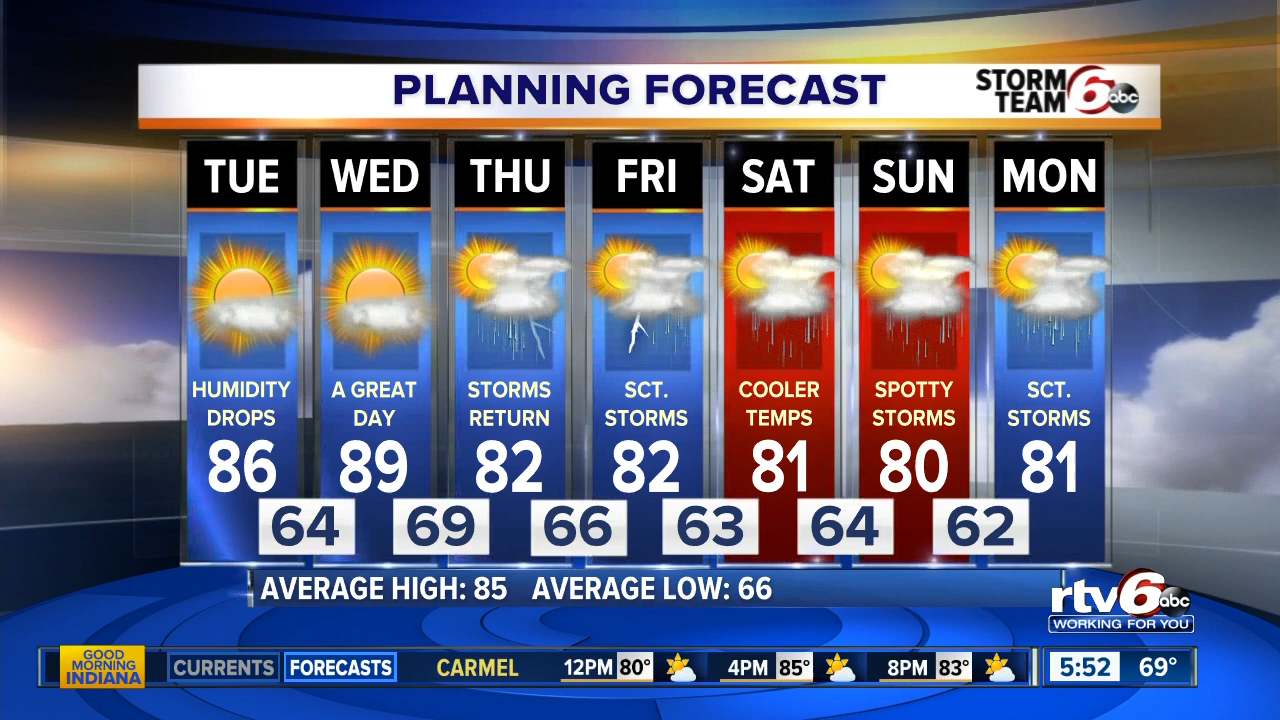 PLANNING FORECAST
STORM
TEAM 6 abc
TUE WED THU FRI SAT SUN MON
HUMIDITY DROPS
A GREAT DAY
STORMS RETURN
SCT. STORMS
COOLER TEMPS
SPOTTY STORMS
SCT. STORMS
86 89 82 82 81 80 81
64 69 66 63 64 62
AVERAGE HIGH: 85 AVERAGE LOW: 66
rtv6 abc
WORKING FOR YOU
GOOD
MORNING
INDIANA
CURRENTS FORECASTS CARMEL 12PM 80° 4PM 85° 8PM 83° 5:52 69°